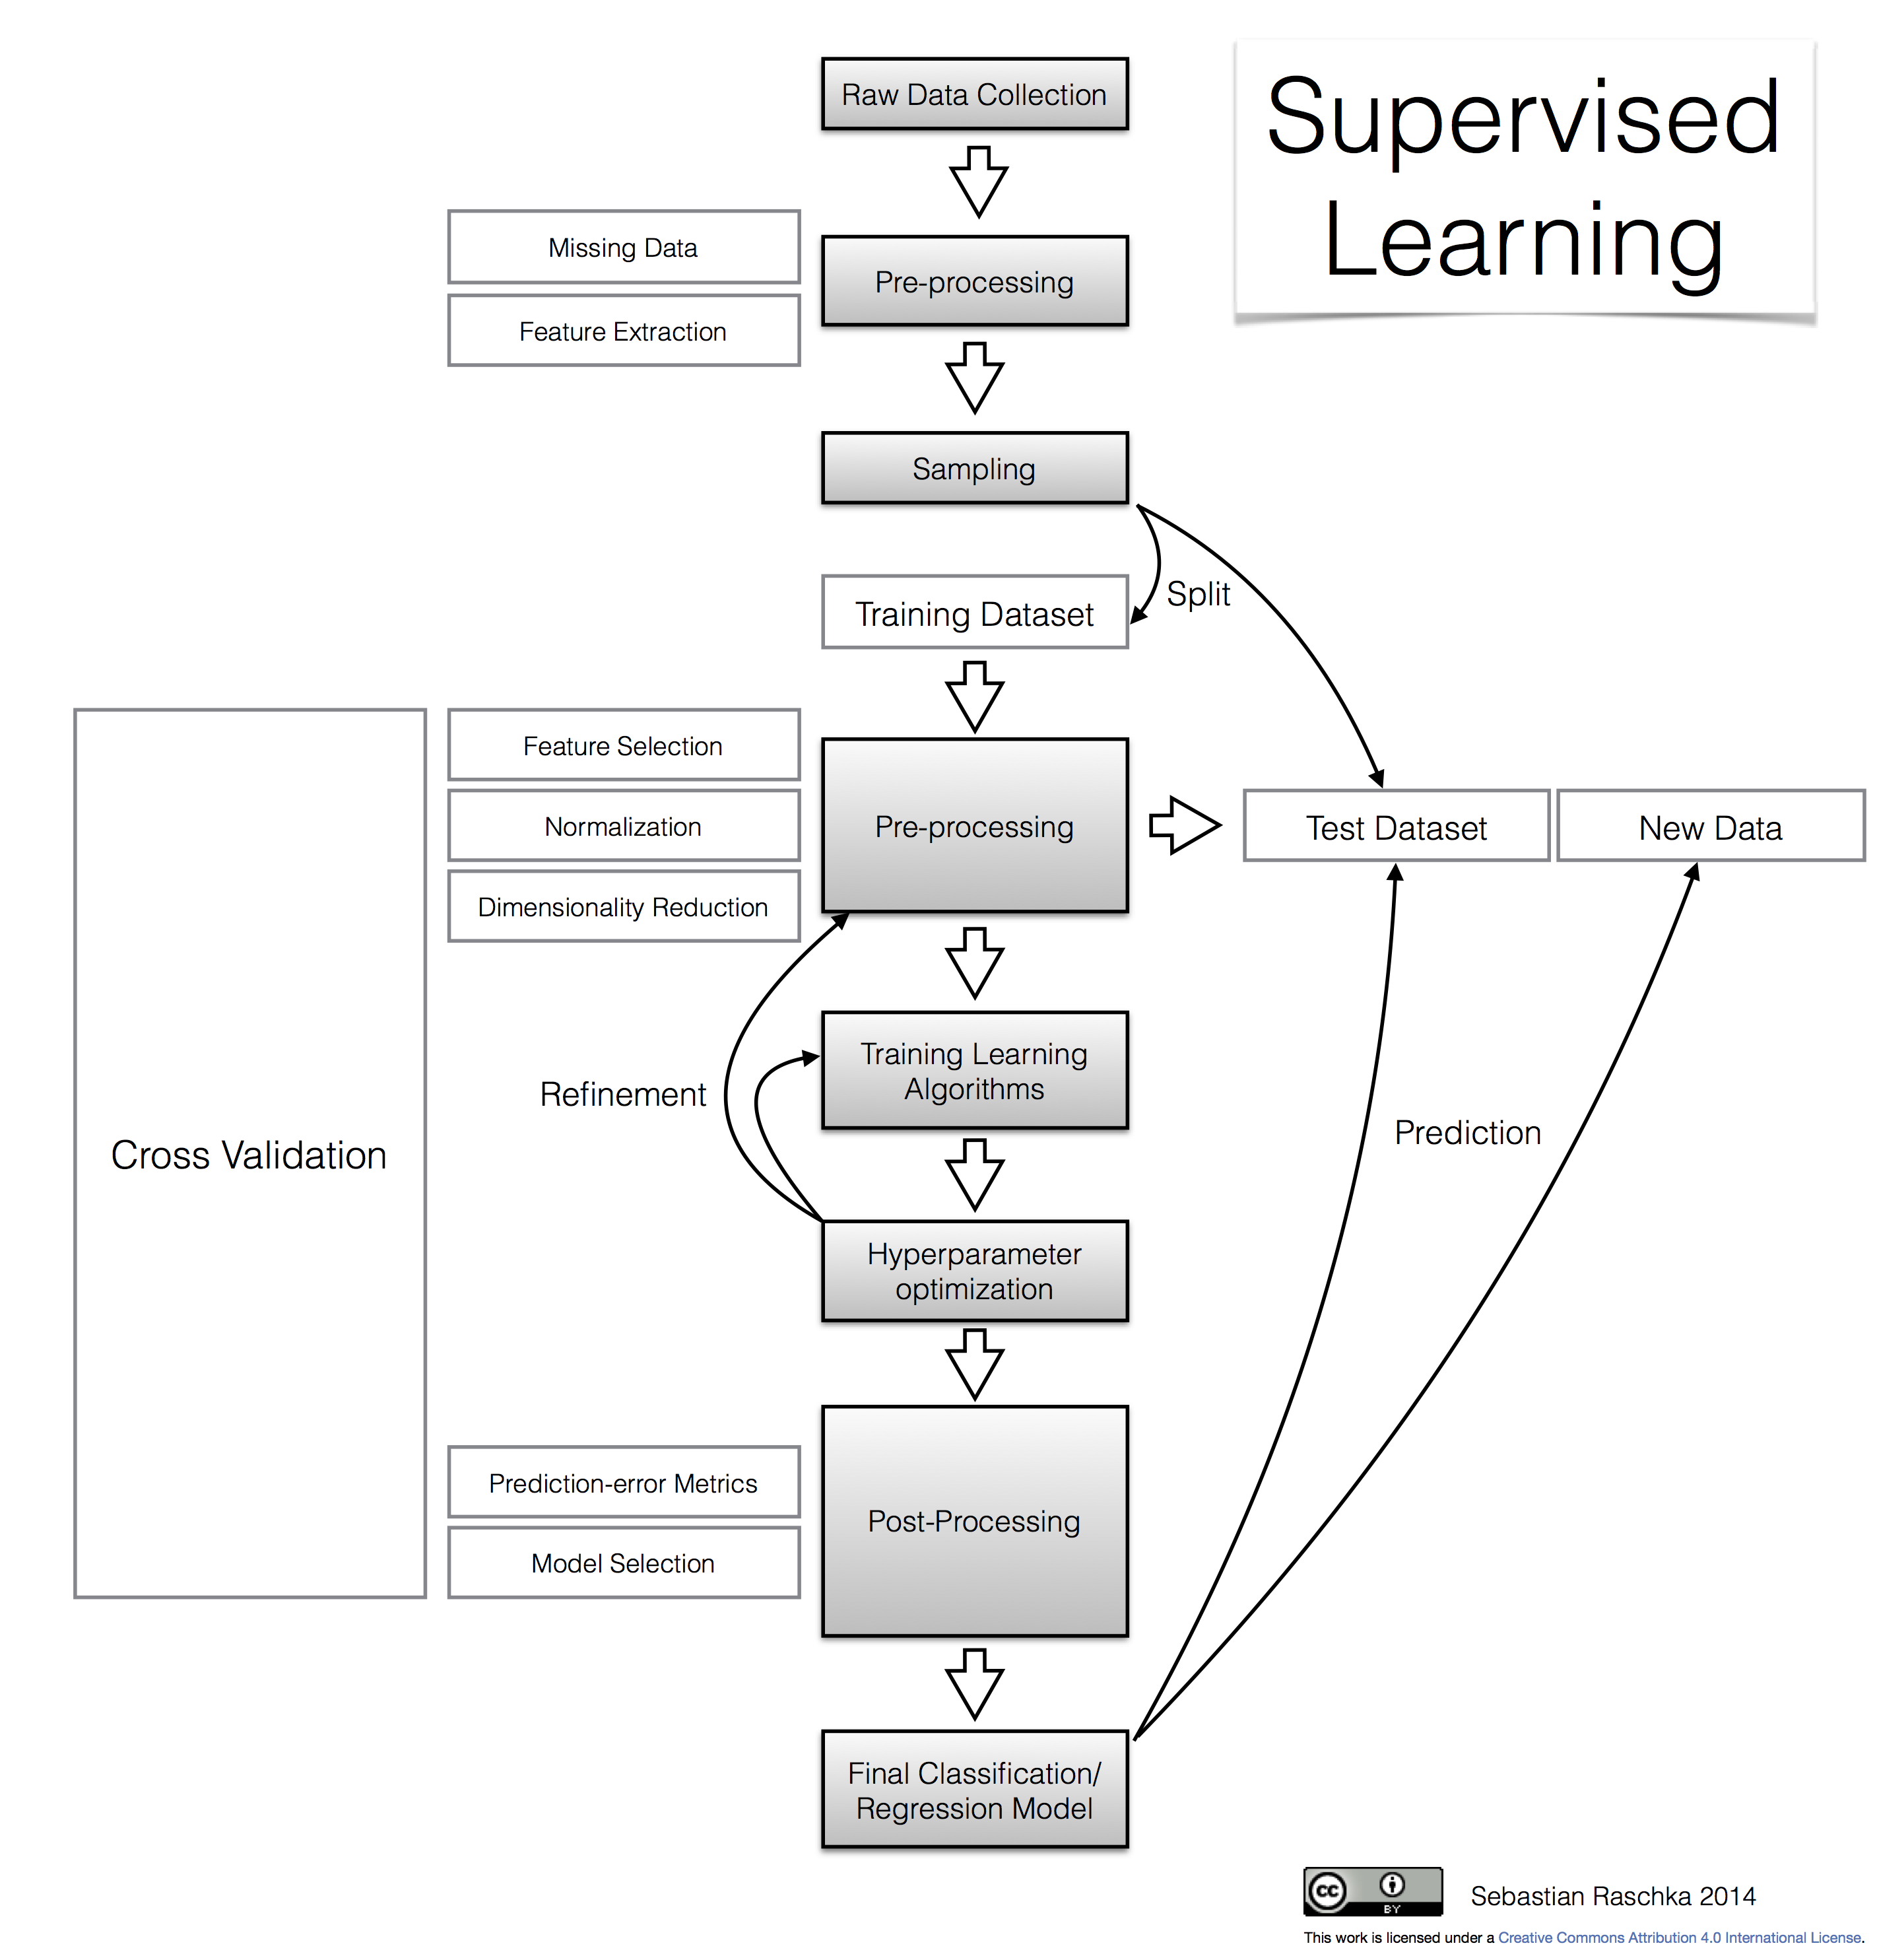 Supervised
Learning
Raw Data Collection
Missing Data
Feature Extraction
Pre-processing
Sampling
Split
Training Dataset
Cross Validation
Feature Selection
Normalization
Dimensionality Reduction
Pre-processing
Test Dataset
New Data
Refinement
Training Learning
Algorithms
Prediction
Hyperparameter
optimization
Prediction-error Metrics
Model Selection
Post-Processing
Final Classification/
Regression Model
cc
BY
Sebastian Raschka 2014
This work is licensed under a Creative Commons Attribution 4.0 International License.